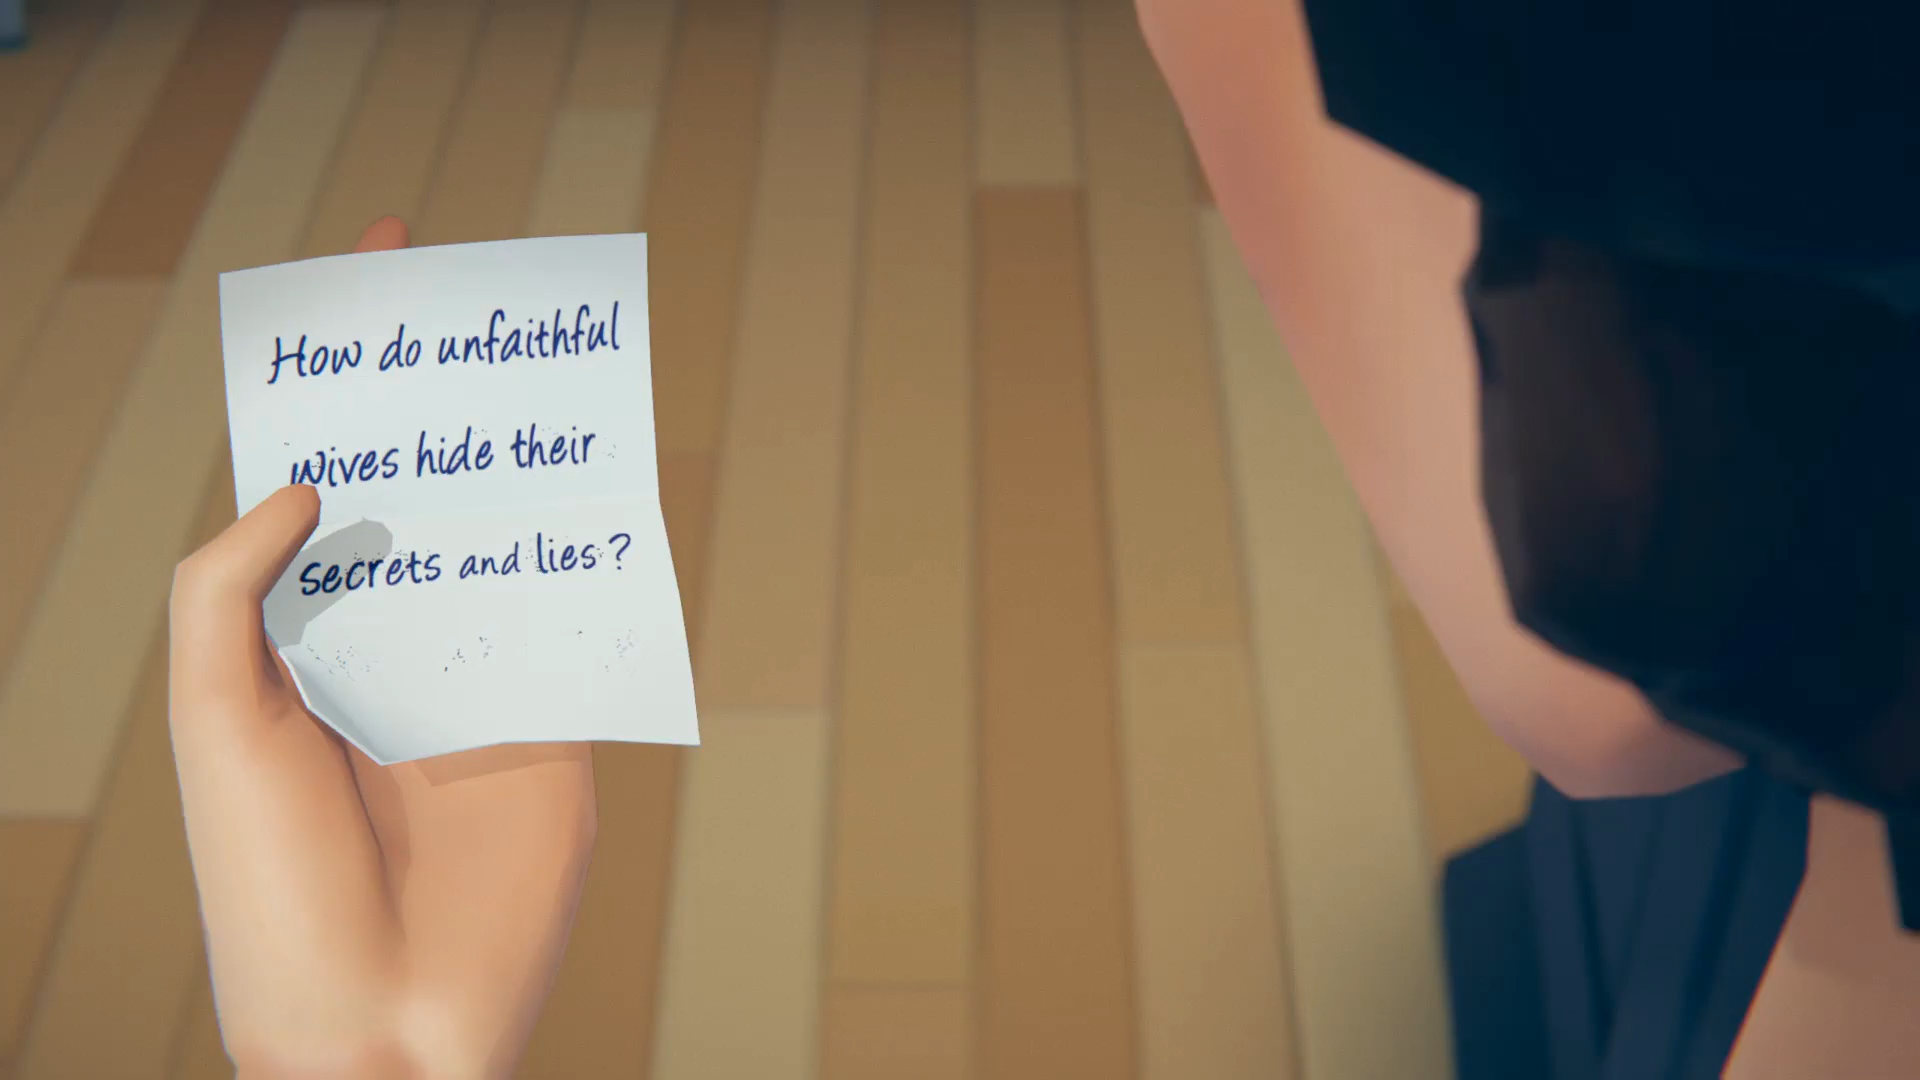 How do unfaithful
wives hide their
secrets and lies?